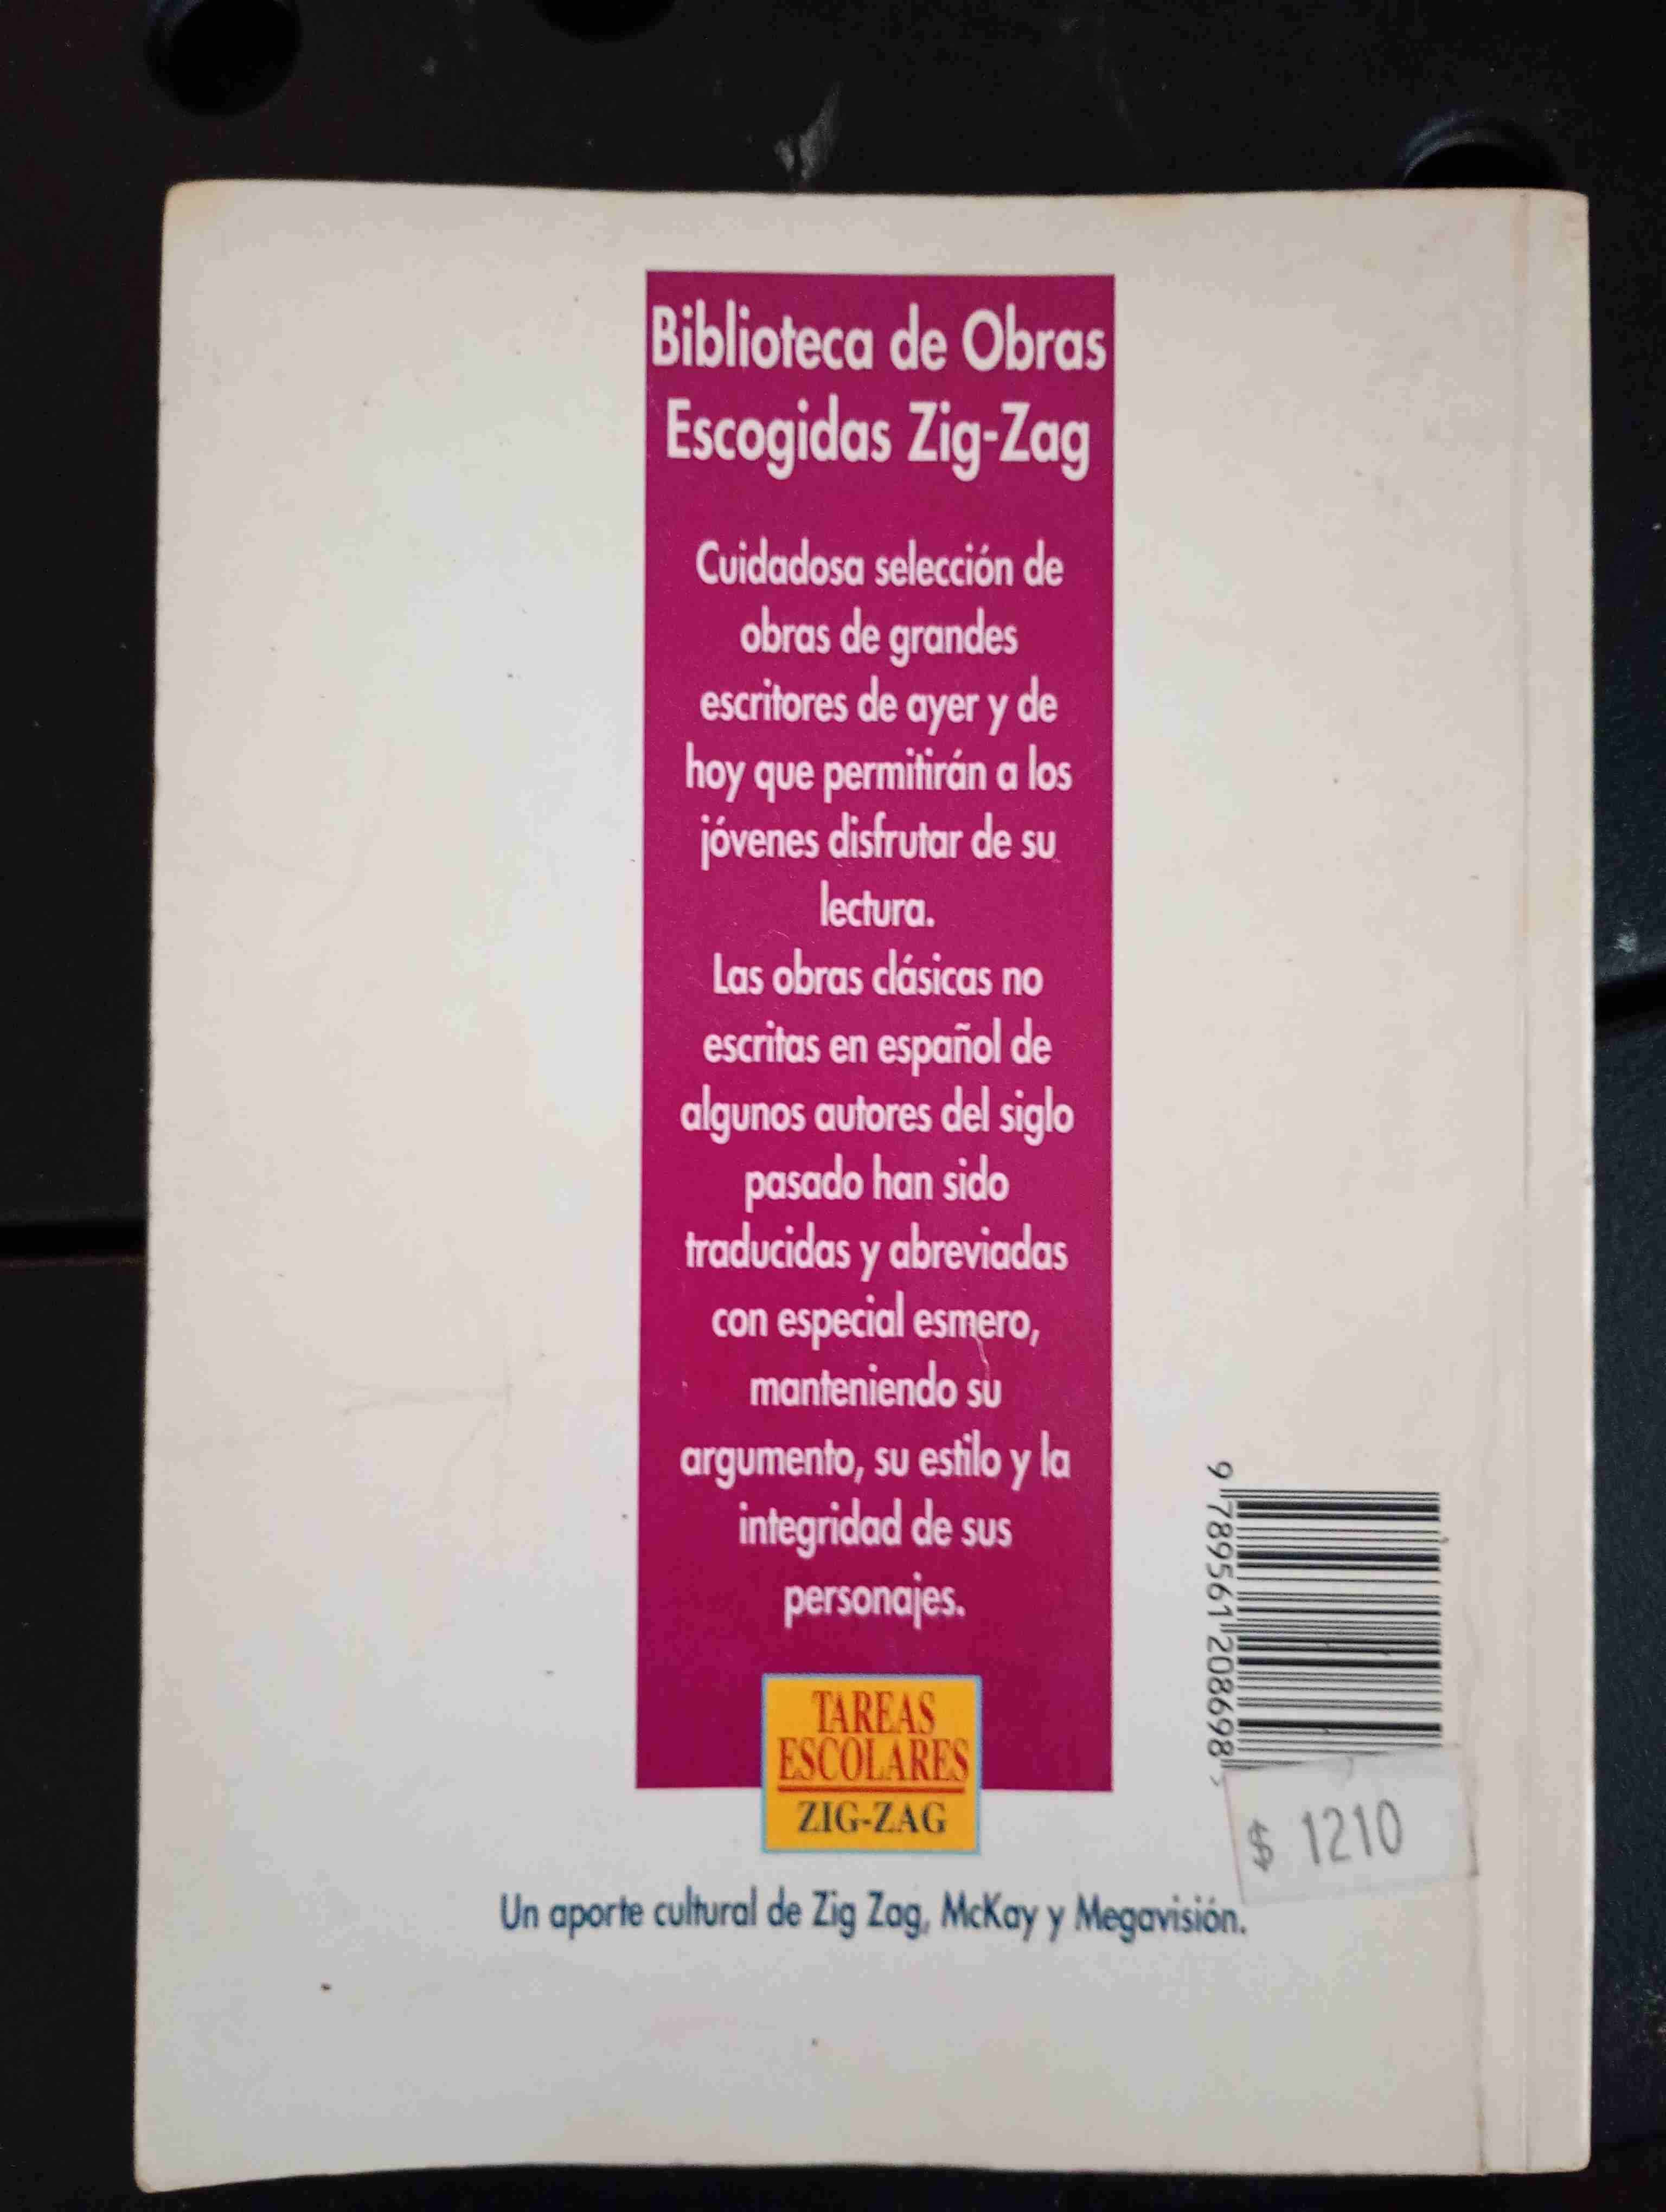 Biblioteca de Obras
Escogidas Zig-Zag
Cuidadosa selección de
obras de grandes
escritores de ayer y de
hoy que permitirán a los
jóvenes disfrutar de su
lectura.
Las obras clásicas no
escritas en español de
algunos autores del siglo
pasado han sido
traducidas y abreviadas
con especial esmero,
manteniendo su
argumento, su estilo y la
integridad de sus
personajes.
TAREAS
ESCOLARES
ZIG-ZAG
9 789561 208698
$ 1210
Un aporte cultural de Zig Zag, McKay y Megavisión.